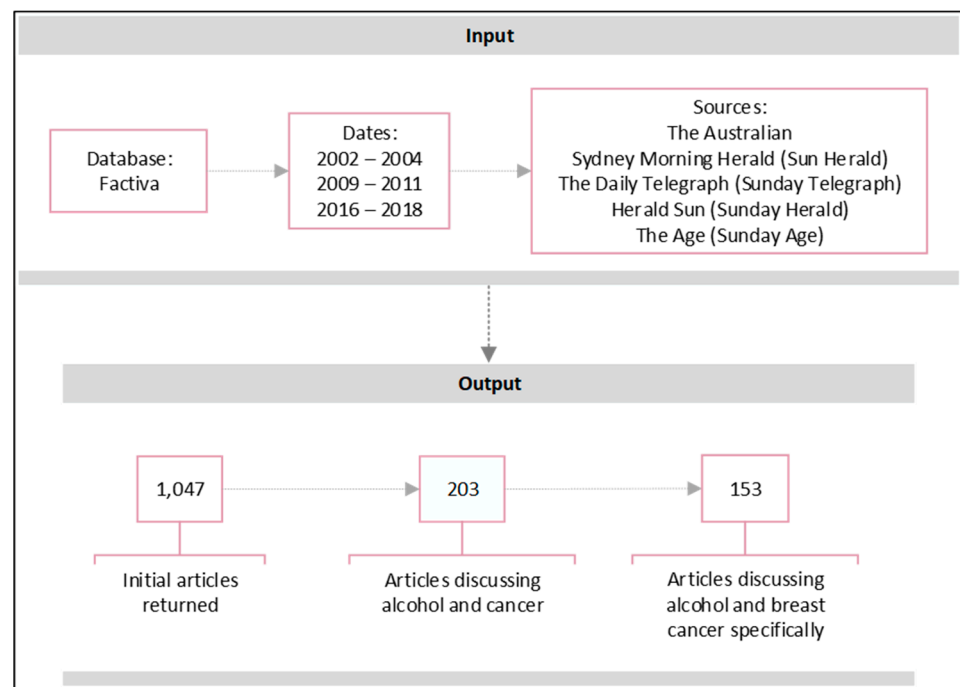 Input
Database:
Factiva
Dates:
2002 – 2004
2009 – 2011
2016 – 2018
Sources:
The Australian
Sydney Morning Herald (Sun Herald)
The Daily Telegraph (Sunday Telegraph)
Herald Sun (Sunday Herald)
The Age (Sunday Age)
Output
1,047
203
153
Initial articles
returned
Articles discussing
alcohol and cancer
Articles discussing
alcohol and breast
cancer specifically